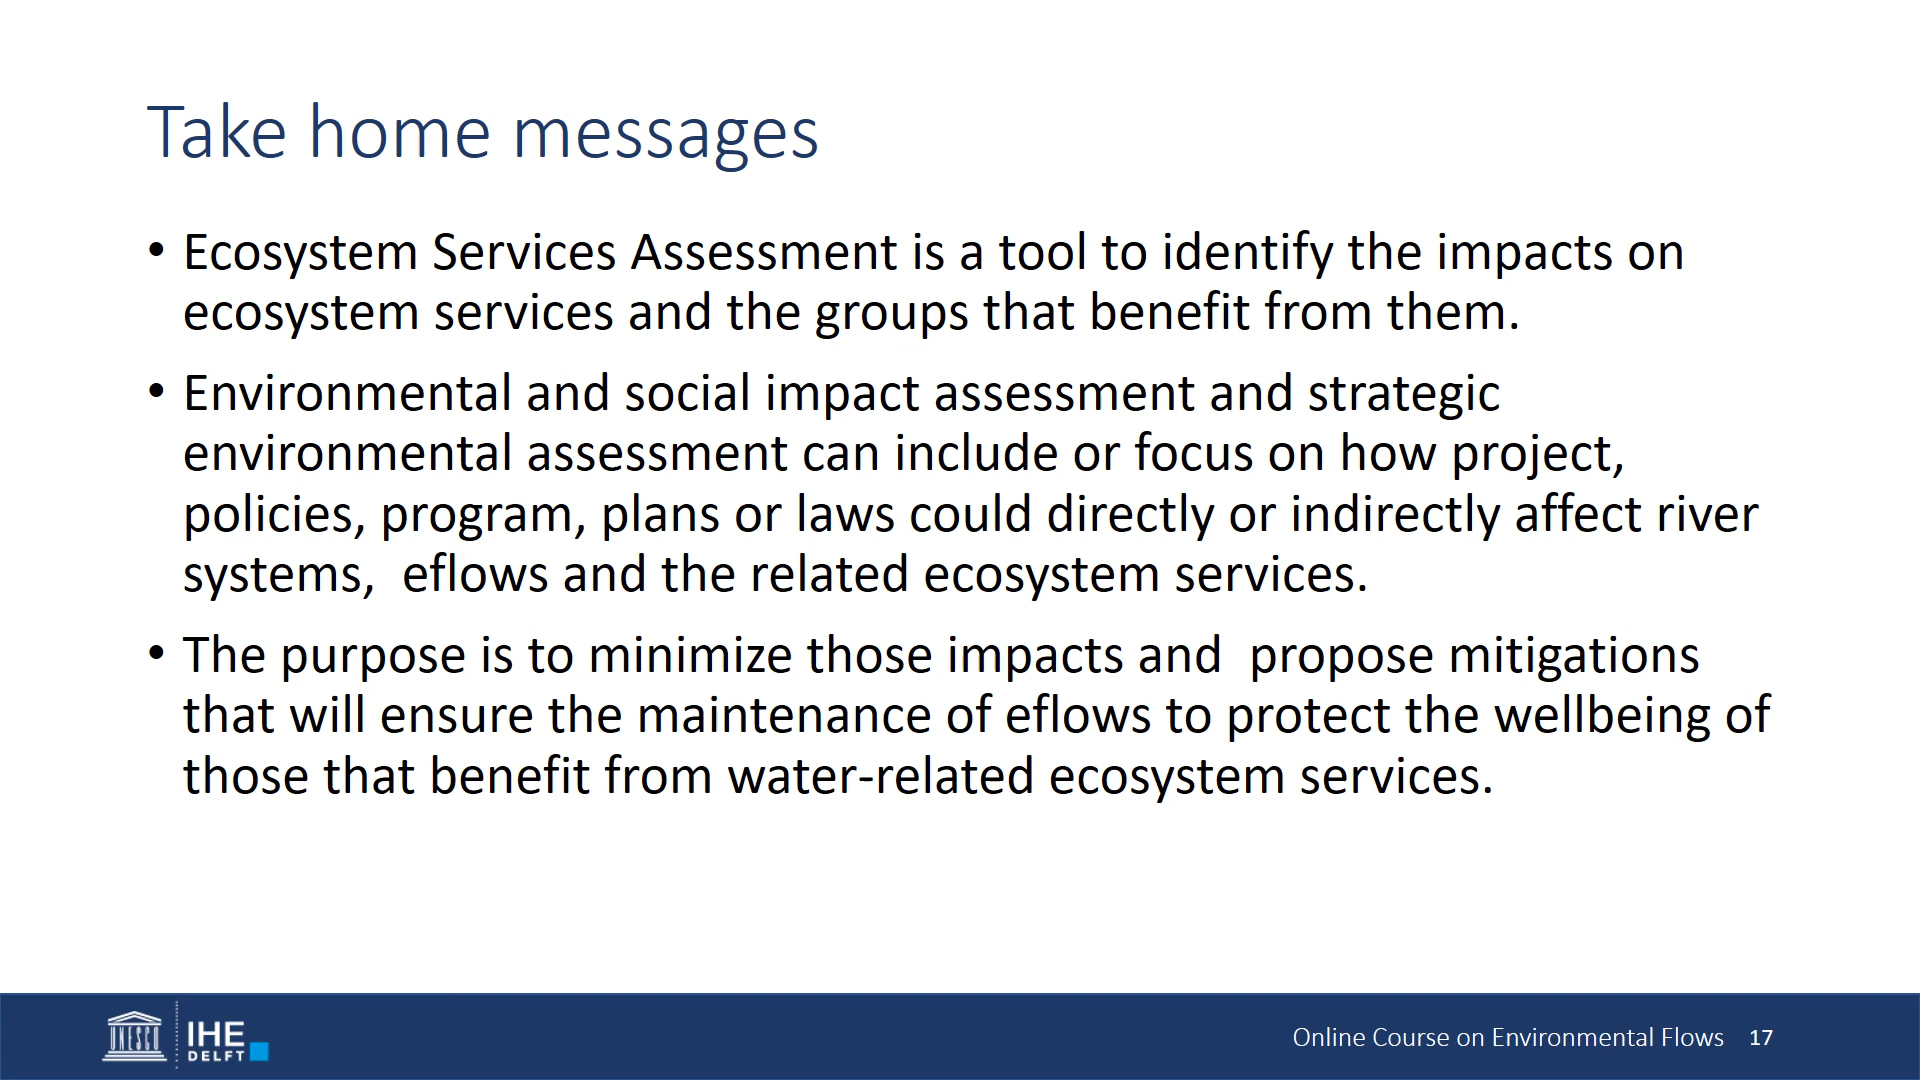 Take home messages
• Ecosystem Services Assessment is a tool to identify the impacts on
ecosystem services and the groups that benefit from them.
• Environmental and social impact assessment and strategic
environmental assessment can include or focus on how project,
policies, program, plans or laws could directly or indirectly affect river
systems,  eflows and the related ecosystem services.
• The purpose is to minimize those impacts and  propose mitigations
that will ensure the maintenance of eflows to protect the wellbeing of
those that benefit from water-related ecosystem services.
UNESCO
IHE
DELFT
Online Course on Environmental Flows 17